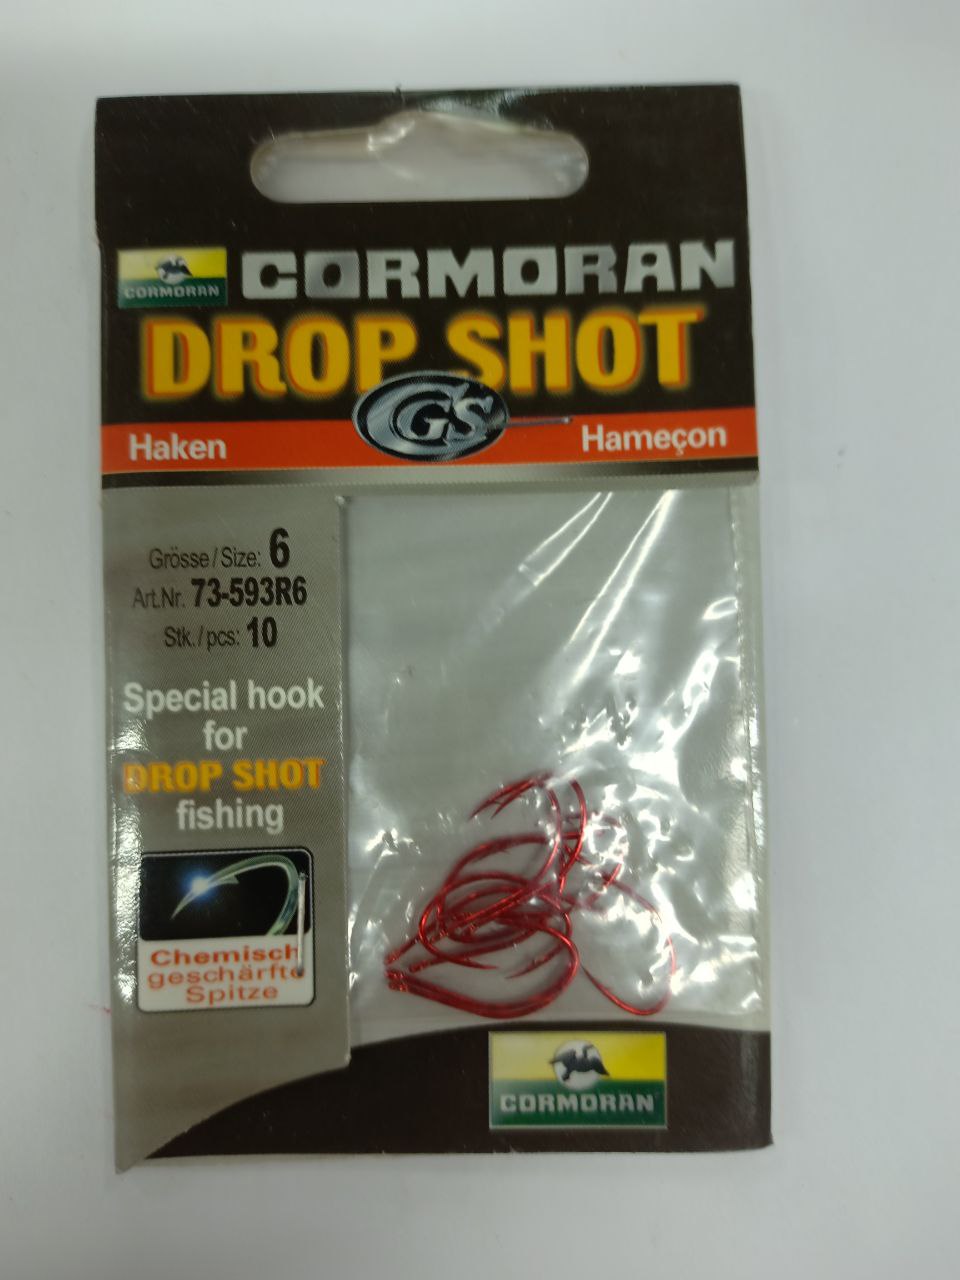 CORMORAN
CORMORAN
DROP SHOT
CGS
Haken
Hameçon
Grösse/Size: 6
Art.Nr. 73-593R6
Stk./pcs: 10
Special hook
for
DROP SHOT
fishing
Chemisch
geschärfte
Spitze
CORMORAN